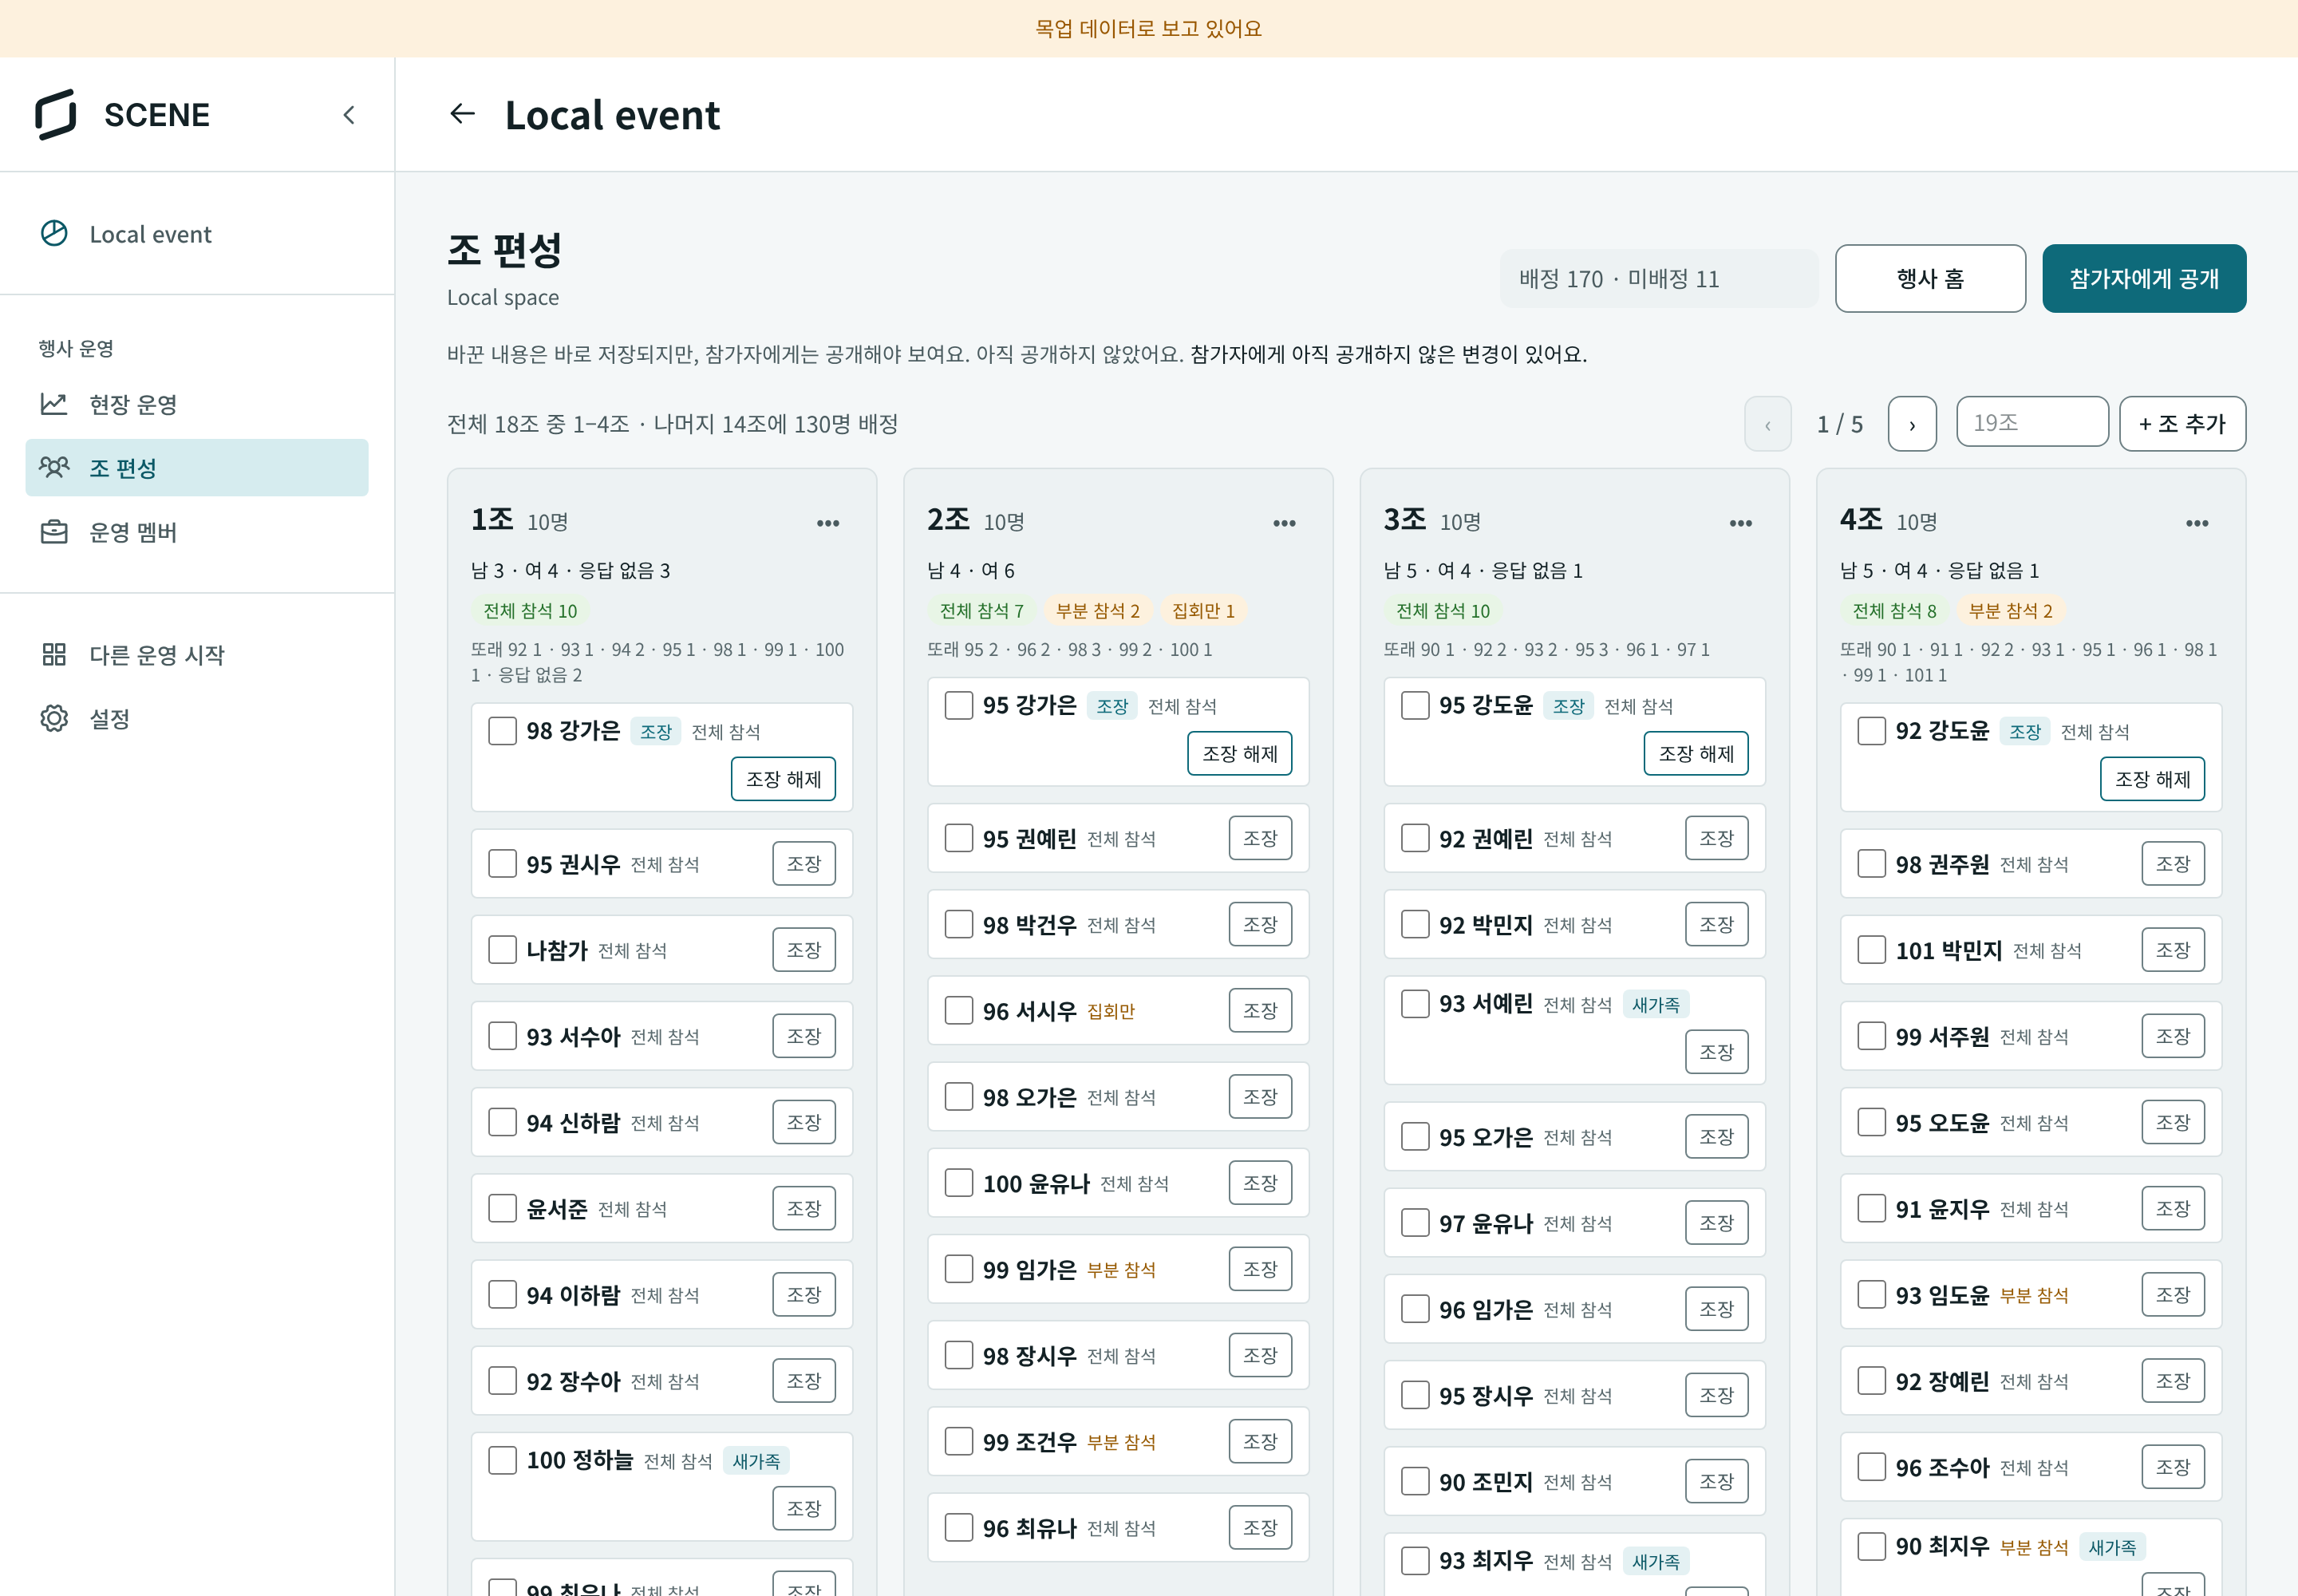 목업 데이터로 보고 있어요
SCENE
Local event
Local event
행사 운영
현장 운영
조 편성
운영 멤버
다른 운영 시작
설정
조 편성
Local space
배정 170 · 미배정 11
행사 홈
참가자에게 공개
바꾼 내용은 바로 저장되지만, 참가자에게는 공개해야 보여요. 아직 공개하지 않았어요. 참가자에게 아직 공개하지 않은 변경이 있어요.
전체 18조 중 1–4조 · 나머지 14조에 130명 배정
‹ 1 / 5 › 19조 + 조 추가
1조 10명 •••
남 3 · 여 4 · 응답 없음 3
전체 참석 10
또래 92 1 · 93 1 · 94 2 · 95 1 · 98 1 · 99 1 · 100
1 · 응답 없음 2
98 강가은 조장 전체 참석
조장 해제
95 권시우 전체 참석 조장
나참가 전체 참석 조장
93 서수아 전체 참석 조장
94 신하람 전체 참석 조장
윤서준 전체 참석 조장
94 이하람 전체 참석 조장
92 장수아 전체 참석 조장
100 정하늘 전체 참석 새가족
조장
99 최유나 전체 참석 조장
2조 10명 •••
남 4 · 여 6
전체 참석 7 부분 참석 2 집회만 1
또래 95 2 · 96 2 · 98 3 · 99 2 · 100 1
95 강가은 조장 전체 참석
조장 해제
95 권예린 전체 참석 조장
98 박건우 전체 참석 조장
96 서시우 집회만 조장
98 오가은 전체 참석 조장
100 윤유나 전체 참석 조장
99 임가은 부분 참석 조장
98 장시우 전체 참석 조장
99 조건우 부분 참석 조장
96 최유나 전체 참석 조장
3조 10명 •••
남 5 · 여 4 · 응답 없음 1
전체 참석 10
또래 90 1 · 92 2 · 93 2 · 95 3 · 96 1 · 97 1
95 강도윤 조장 전체 참석
조장 해제
92 권예린 전체 참석 조장
92 박민지 전체 참석 조장
93 서예린 전체 참석 새가족
조장
95 오가은 전체 참석 조장
97 윤유나 전체 참석 조장
96 임가은 전체 참석 조장
95 장시우 전체 참석 조장
90 조민지 전체 참석 조장
93 최지우 전체 참석 새가족
4조 10명 •••
남 5 · 여 4 · 응답 없음 1
전체 참석 8 부분 참석 2
또래 90 1 · 91 1 · 92 2 · 93 1 · 95 1 · 96 1 · 98 1
· 99 1 · 101 1
92 강도윤 조장 전체 참석
조장 해제
98 권주원 전체 참석 조장
101 박민지 전체 참석 조장
99 서주원 전체 참석 조장
95 오도윤 전체 참석 조장
91 윤지우 전체 참석 조장
93 임도윤 부분 참석 조장
92 장예린 전체 참석 조장
96 조수아 전체 참석 조장
90 최지우 부분 참석 새가족
조장